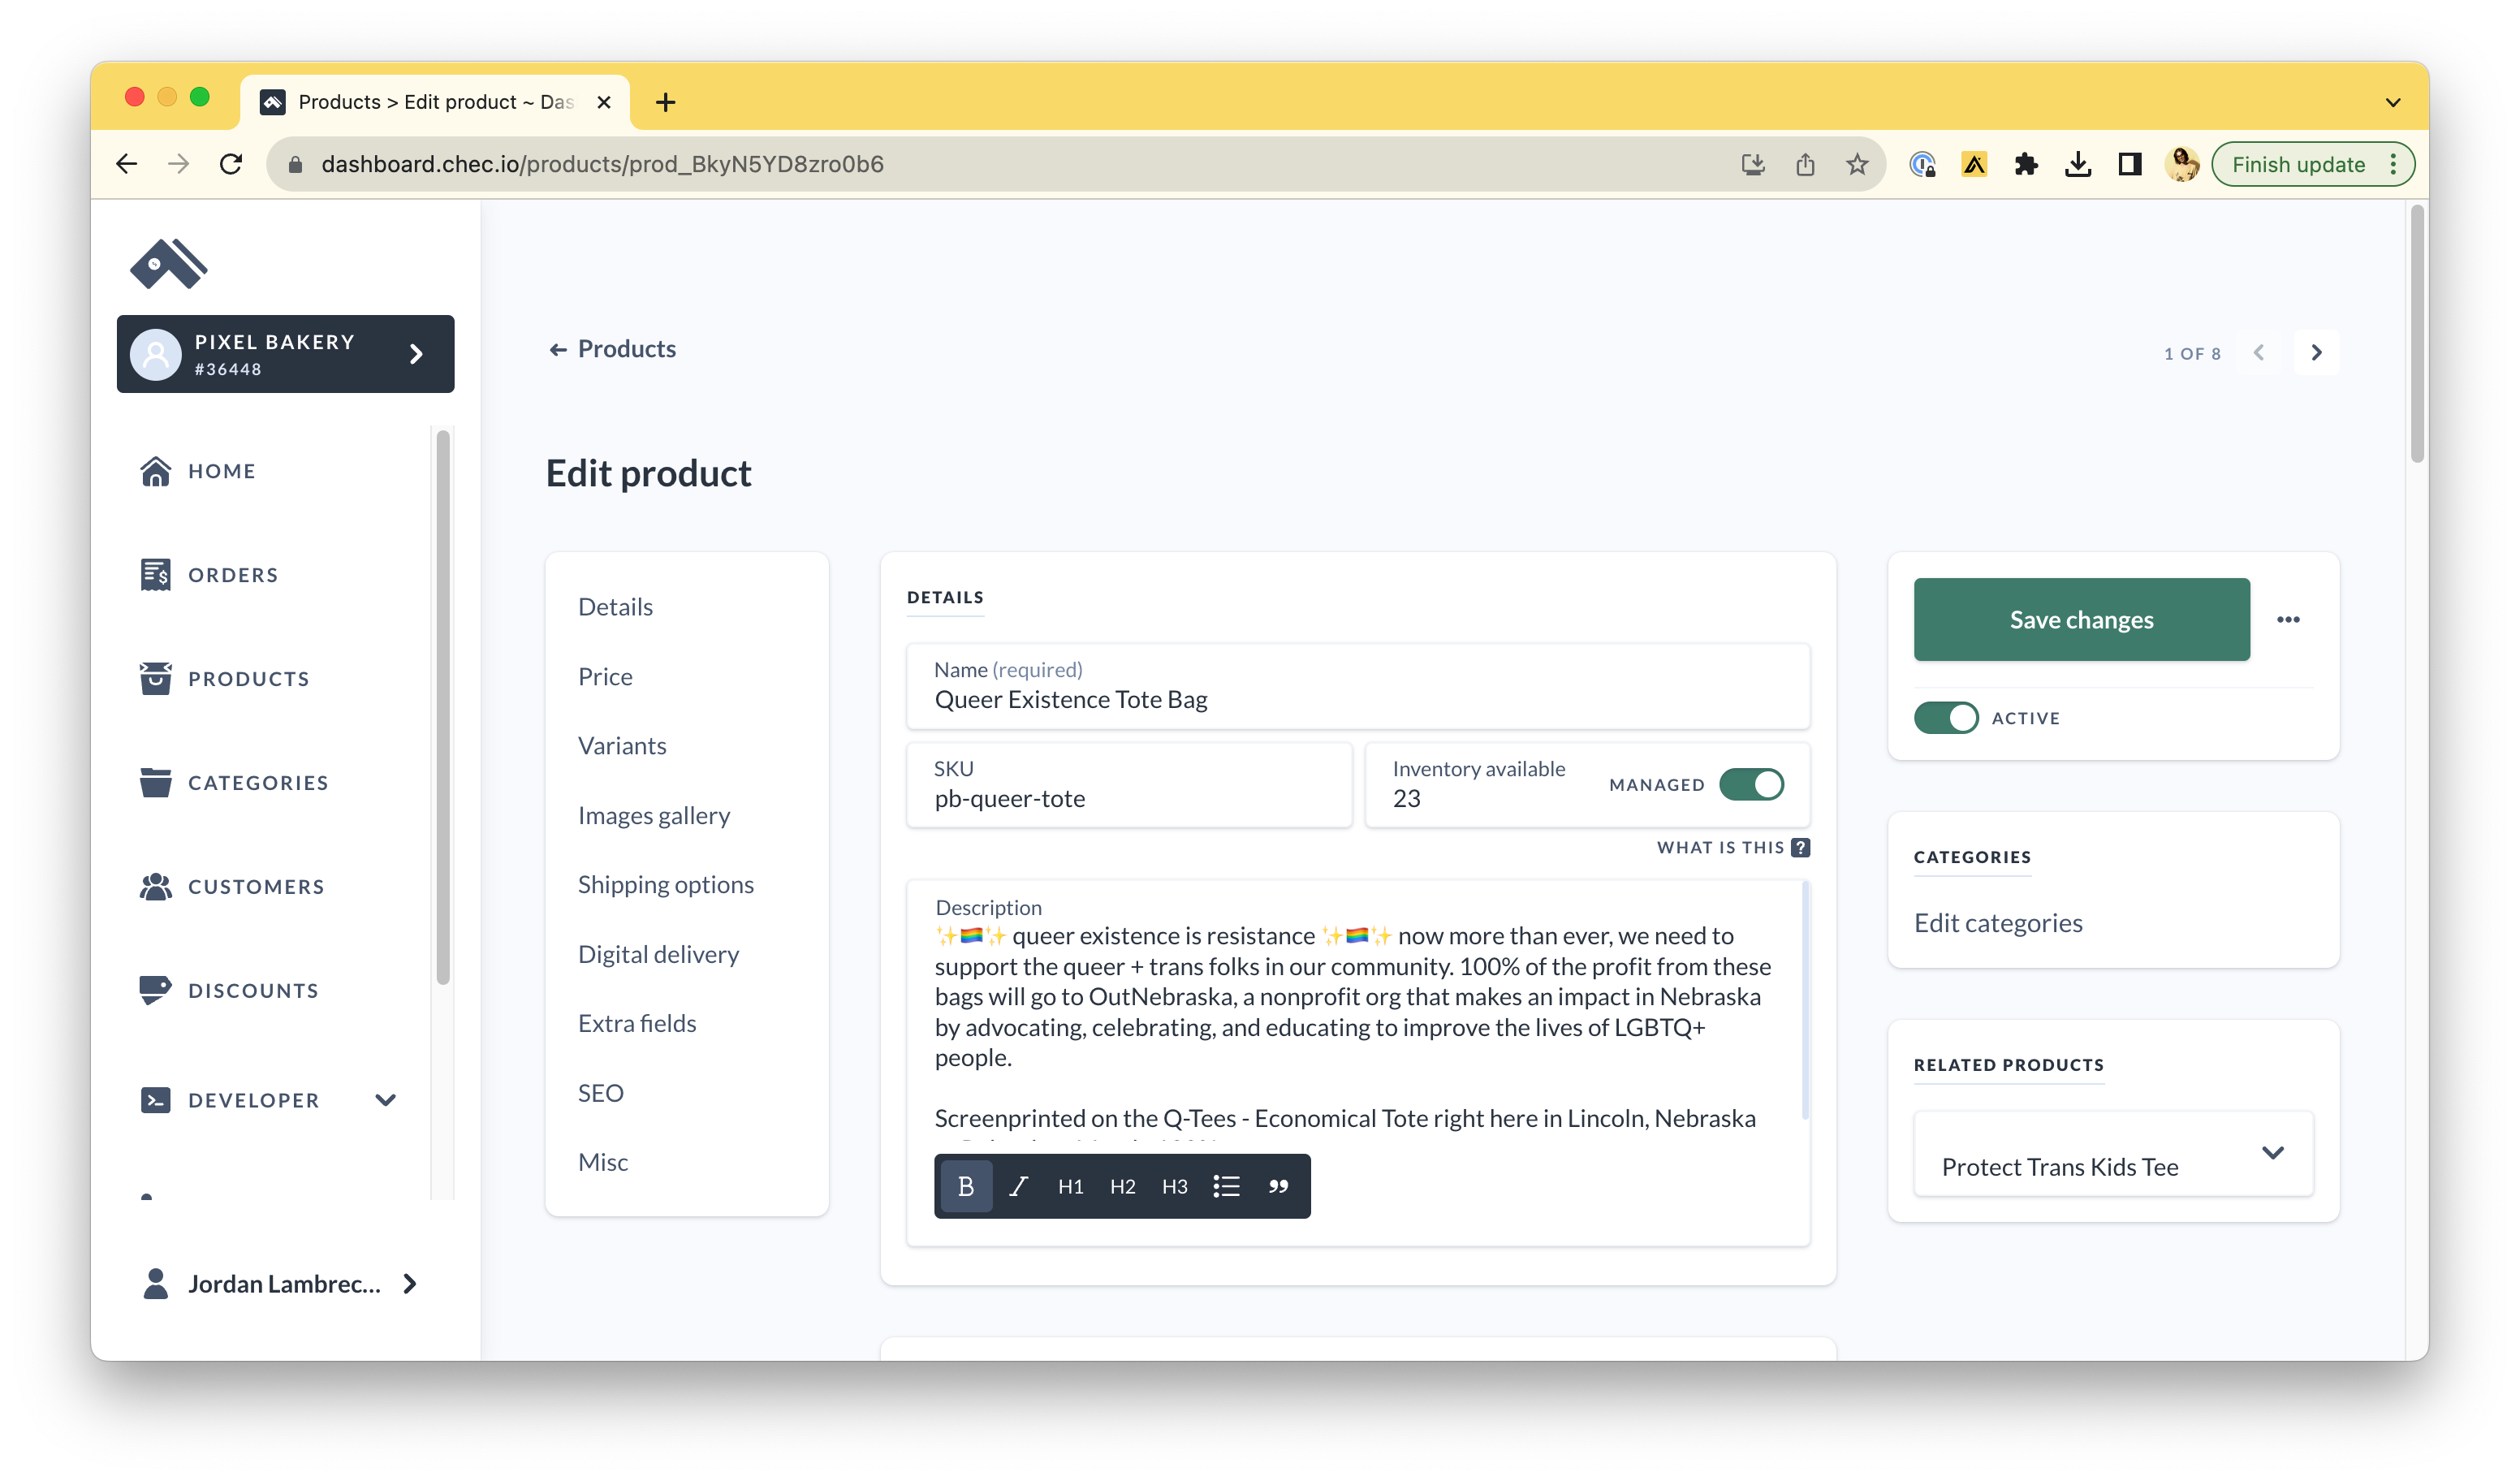 Products > Edit product ~ Das
dashboard.chec.io/products/prod_BkyN5YD8zro0b6
Finish update
PIXEL BAKERY
#36448
HOME
ORDERS
PRODUCTS
CATEGORIES
CUSTOMERS
DISCOUNTS
DEVELOPER
Jordan Lambrec...
← Products
1 OF 8
Edit product
Details
Price
Variants
Images gallery
Shipping options
Digital delivery
Extra fields
SEO
Misc
DETAILS
Name (required)
Queer Existence Tote Bag
SKU
pb-queer-tote
Inventory available
23
MANAGED
WHAT IS THIS ?
Description
✨🏳️‍🌈✨ queer existence is resistance ✨🏳️‍🌈✨ now more than ever, we need to
support the queer + trans folks in our community. 100% of the profit from these
bags will go to OutNebraska, a nonprofit org that makes an impact in Nebraska
by advocating, celebrating, and educating to improve the lives of LGBTQ+
people.
Screenprinted on the Q-Tees - Economical Tote right here in Lincoln, Nebraska
B I H1 H2 H3
Save changes
ACTIVE
CATEGORIES
Edit categories
RELATED PRODUCTS
Protect Trans Kids Tee